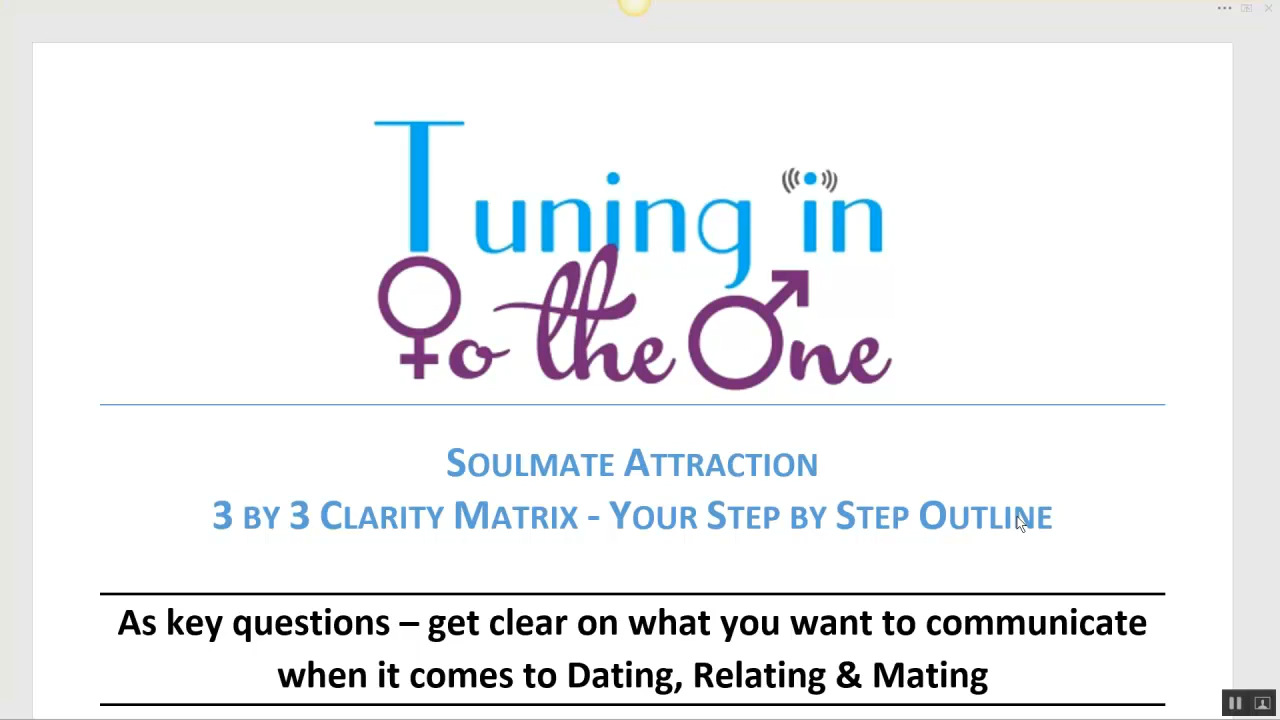 Tuning in
to the One
SOULMATE ATTRACTION
3 BY 3 CLARITY MATRIX - YOUR STEP BY STEP OUTLINE
As key questions – get clear on what you want to communicate
when it comes to Dating, Relating & Mating